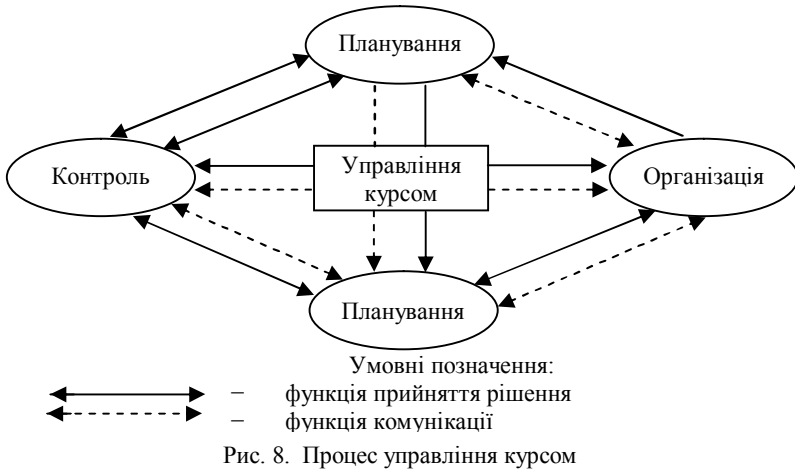 Планування
Контроль
Управління
курсом
Організація
Планування
Умовні позначення:
– функція прийняття рішення
– функція комунікації
Рис. 8. Процес управління курсом